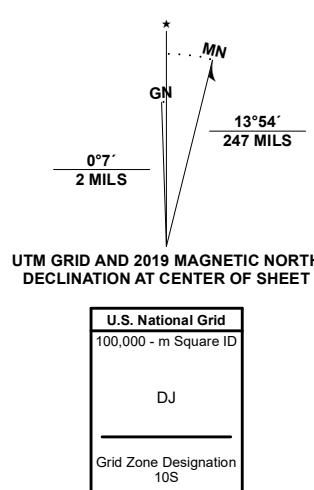 ★
MN
GN
13°54´
247 MILS
0°7´
2 MILS
UTM GRID AND 2019 MAGNETIC NORTH
DECLINATION AT CENTER OF SHEET
U.S. National Grid
100,000 - m Square ID
DJ
Grid Zone Designation
10S